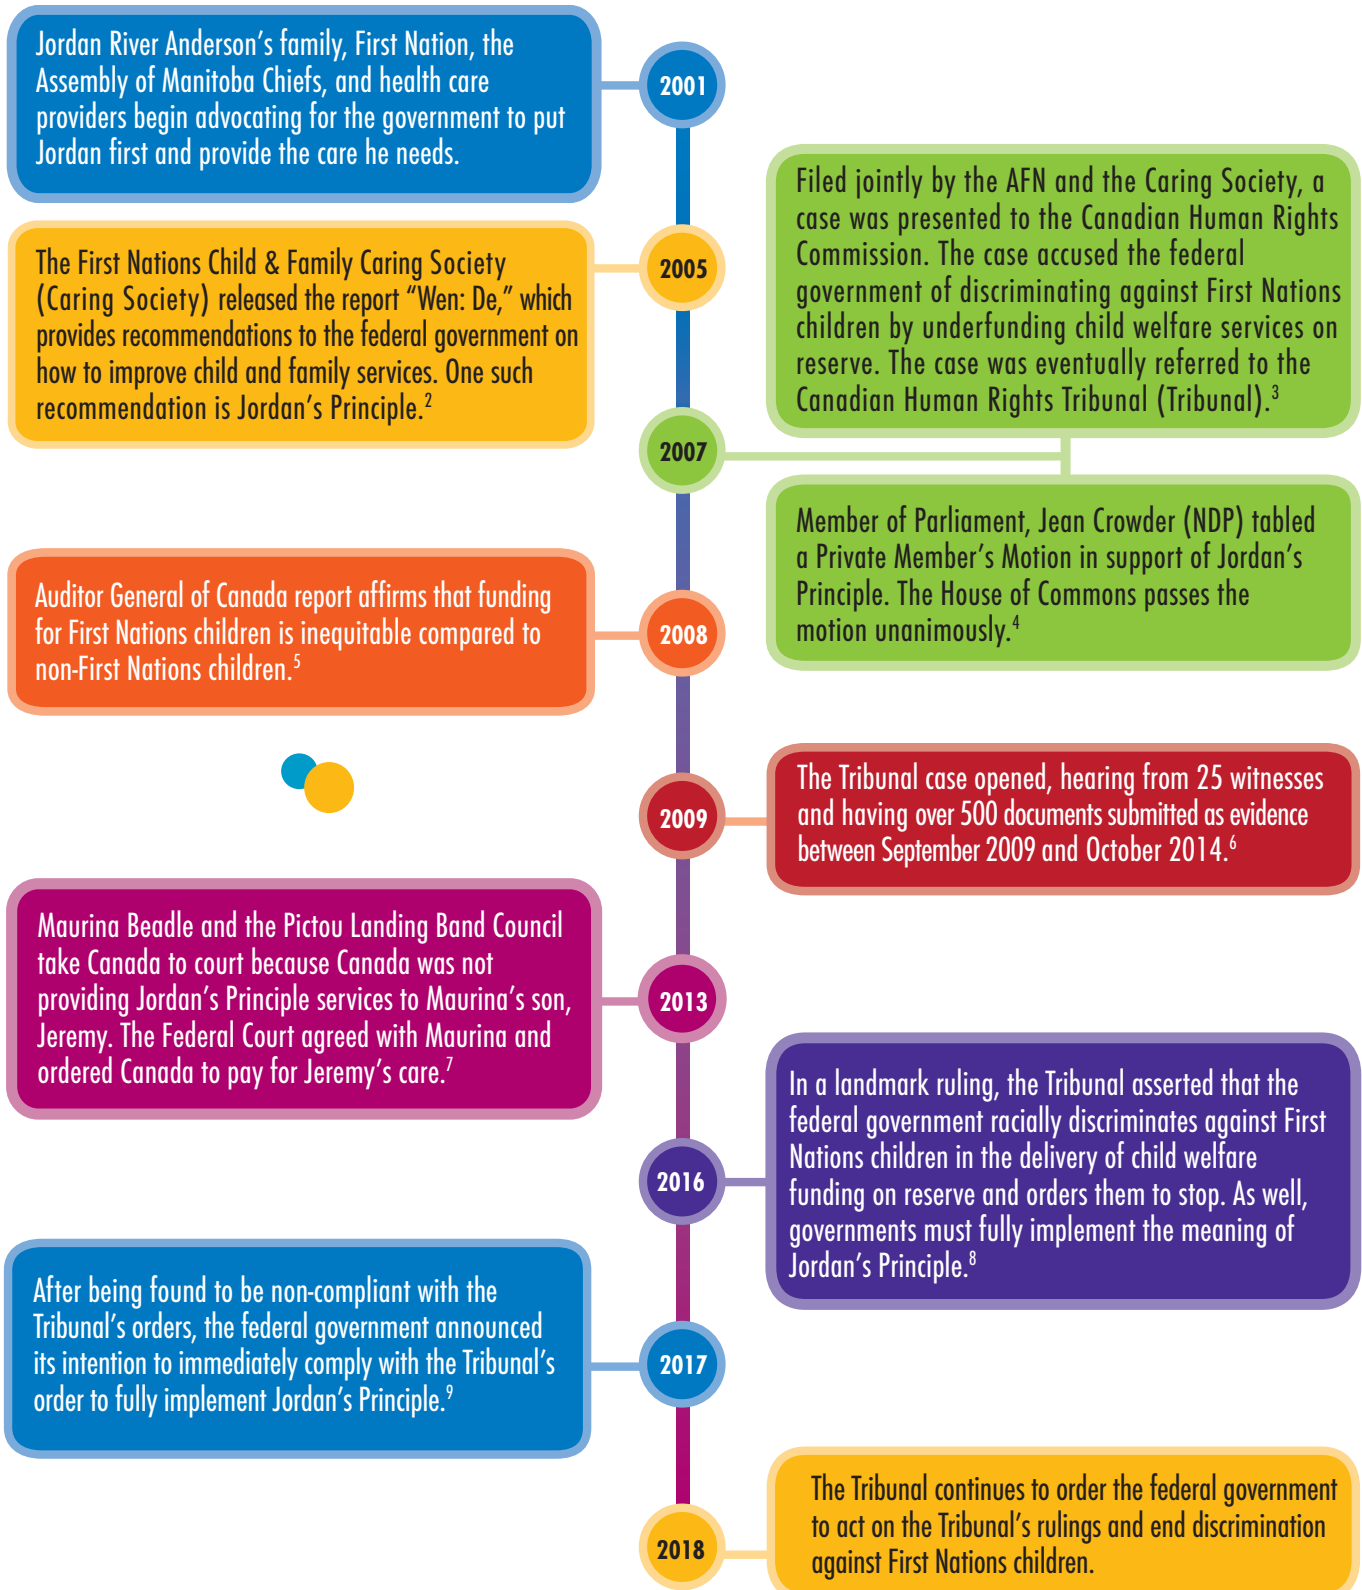 2001
Jordan River Anderson's family, First Nation, the
Assembly of Manitoba Chiefs, and health care
providers begin advocating for the government to put
Jordan first and provide the care he needs.
2005
The First Nations Child & Family Caring Society
(Caring Society) released the report “Wen: De,” which
provides recommendations to the federal government on
how to improve child and family services. One such
recommendation is Jordan's Principle.2
2007
Filed jointly by the AFN and the Caring Society, a
case was presented to the Canadian Human Rights
Commission. The case accused the federal
government of discriminating against First Nations
children by underfunding child welfare services on
reserve. The case was eventually referred to the
Canadian Human Rights Tribunal (Tribunal).3
Member of Parliament, Jean Crowder (NDP) tabled
a Private Member's Motion in support of Jordan's
Principle. The House of Commons passes the
motion unanimously.4
2008
Auditor General of Canada report affirms that funding
for First Nations children is inequitable compared to
non-First Nations children.5
2009
The Tribunal case opened, hearing from 25 witnesses
and having over 500 documents submitted as evidence
between September 2009 and October 2014.6
2013
Maurina Beadle and the Pictou Landing Band Council
take Canada to court because Canada was not
providing Jordan's Principle services to Maurina's son,
Jeremy. The Federal Court agreed with Maurina and
ordered Canada to pay for Jeremy's care.7
2016
In a landmark ruling, the Tribunal asserted that the
federal government racially discriminates against First
Nations children in the delivery of child welfare
funding on reserve and orders them to stop. As well,
governments must fully implement the meaning of
Jordan's Principle.8
2017
After being found to be non-compliant with the
Tribunal's orders, the federal government announced
its intention to immediately comply with the Tribunal's
order to fully implement Jordan's Principle.9
2018
The Tribunal continues to order the federal government
to act on the Tribunal's rulings and end discrimination
against First Nations children.